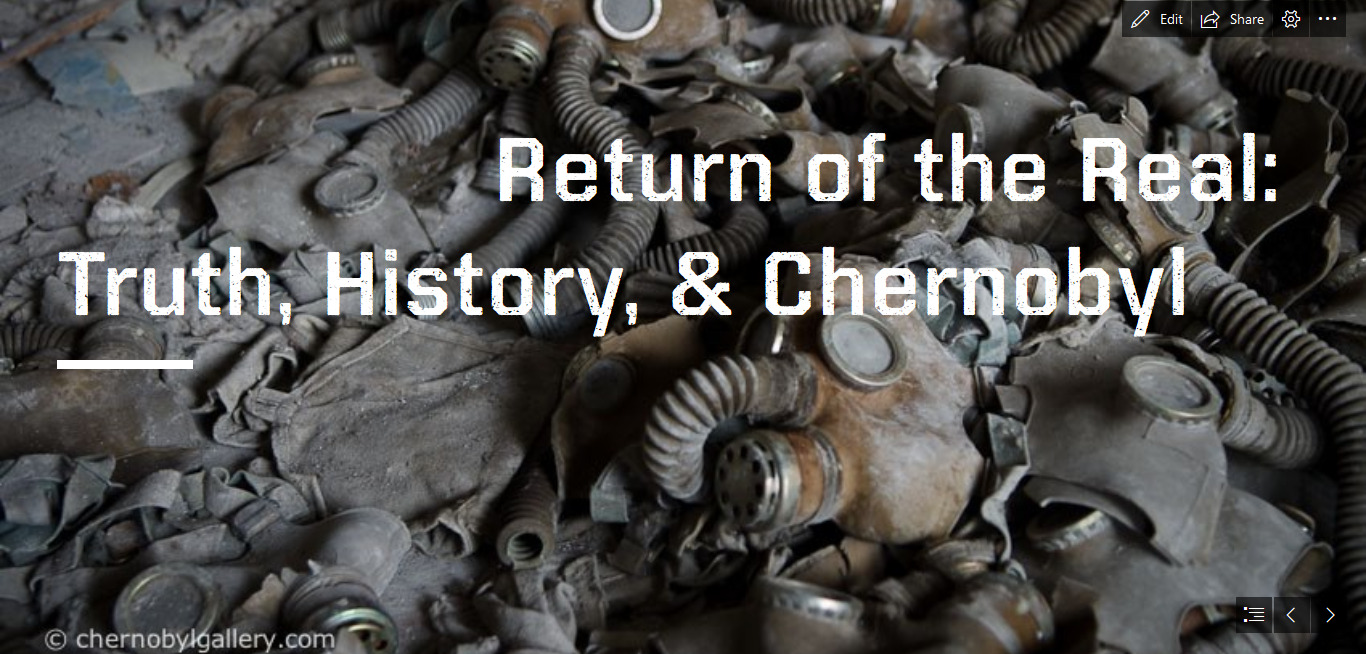 Edit Share
Return of the Real:
Truth, History, & Chernobyl
© chernobylgallery.com